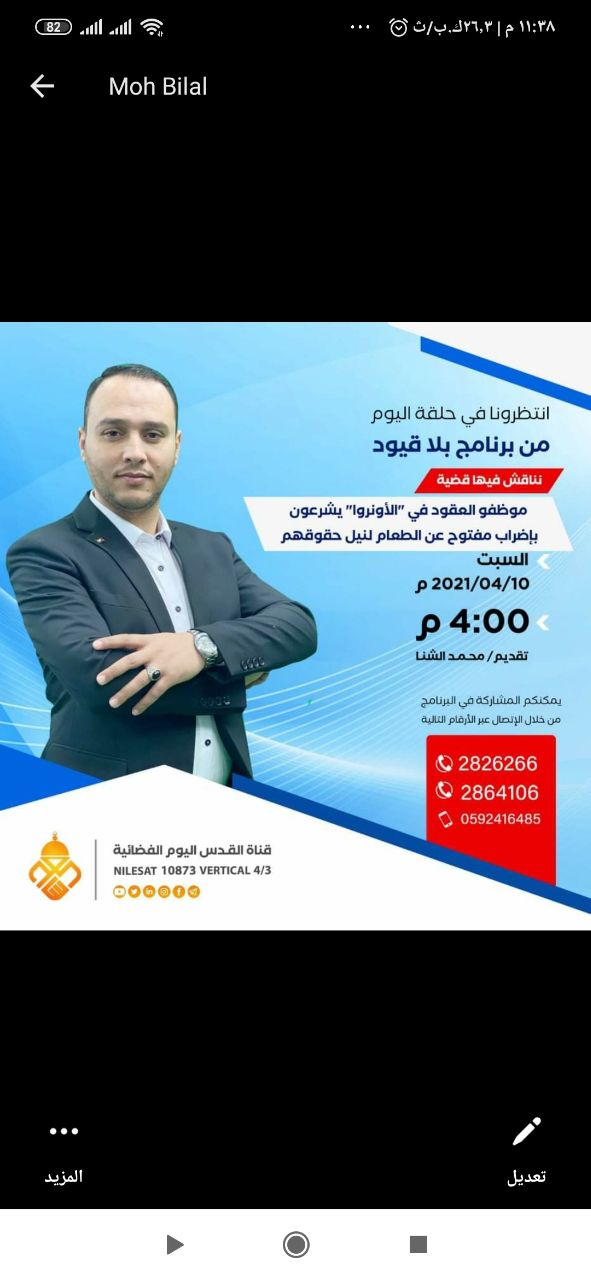 82
١١:٣٨ م | ٢٦,٣ك.ب/ث ...
Moh Bilal
انتظرونا في حلقة اليوم
من برنامج بلا قيود
نناقش فيها قضية
موظفو العقود في "الأونروا" يشرعون
بإضراب مفتوح عن الطعام لنيل حقوقهم
السبت
2021/04/10 م
4:00 م
تقديم/ محمد الشنا
يمكنكم المشاركة في البرنامج
من خلال الإتصال عبر الأرقام التالية
2826266
2864106
0592416485
قناة القدس اليوم الفضائية
NILESAT 10873 VERTICAL 4/3
تعديل
المزيد